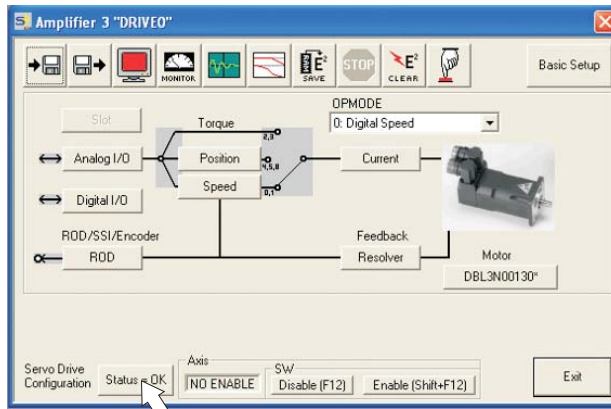 Amplifier 3 "DRIVE0"
MONITOR
E²
SAVE
STOP
E²
CLEAR
Basic Setup
OPMODE
0: Digital Speed
Slot
Torque
2,3
Analog I/O
Position
4,5,8
Current
Speed
0,1
Digital I/O
ROD/SSI/Encoder
Feedback
ROD
Resolver
Motor
DBL3N00130*
Servo Drive
Configuration
Status = OK
Axis
NO ENABLE
SW
Disable (F12)
Enable (Shift+F12)
Exit